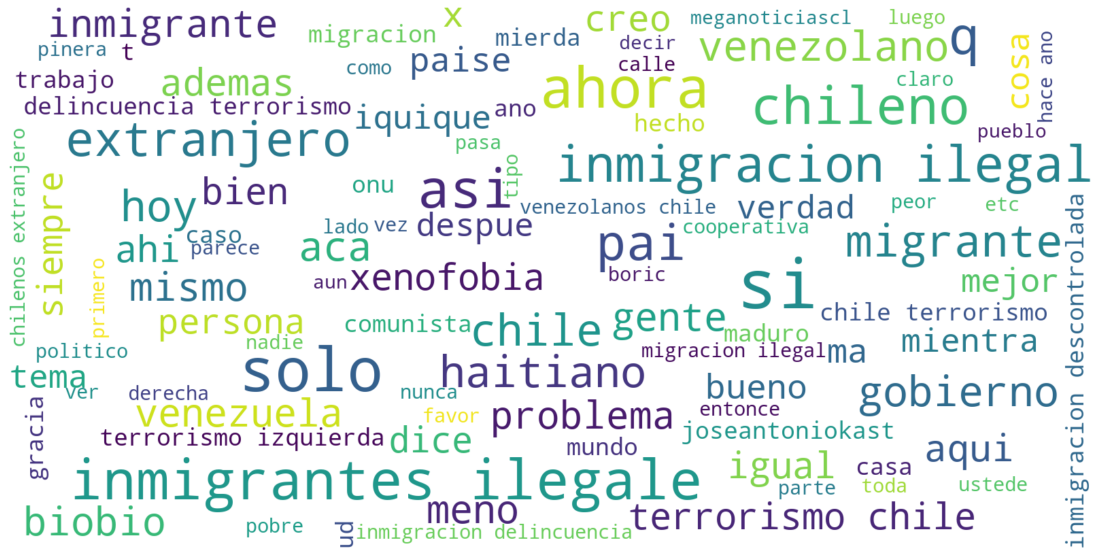 inmigrante
x
creo
meganoticiascl
luego
pinera
t
migracion
mierda
decir
venezolano
q
cosa
hace ano
trabajo
ademas
como
paise
calle
claro
delincuencia terrorismo
iquique
ano
ahora
hecho
chileno
pueblo
extranjero
pasa
inmigracion ilegal
chilenos extranjero
siempre
hoy
bien
onu
asi
tipo
venezolanos chile
verdad
peor
etc
inmigracion descontrolada
ahi
caso
parece
aca
lado
vez
despue
pai
cooperativa
migrante
primero
mismo
aun
xenofobia
boric
si
mejor
persona
nadie
comunista
chile
gente
maduro
chile terrorismo
mientra
politico
tema
ver
derecha
solo
nunca
haitiano
migracion ilegal
ma
bueno
gobierno
gracia
venezuela
favor
problema
entonce
terrorismo izquierda
dice
mundo
joseantoniokast
aqui
inmigrantes ilegale
igual
casa
parte
toda
ustede
biobio
pobre
ud
meno
inmigracion delincuencia
terrorismo chile